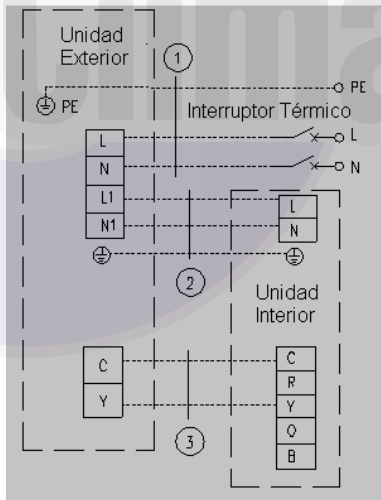 Unidad
Exterior
1
PE
PE
Interruptor Térmico
L
L
N
N
L1
L
N1
N
2
Unidad
Interior
C
C
R
Y
Y
O
B
3